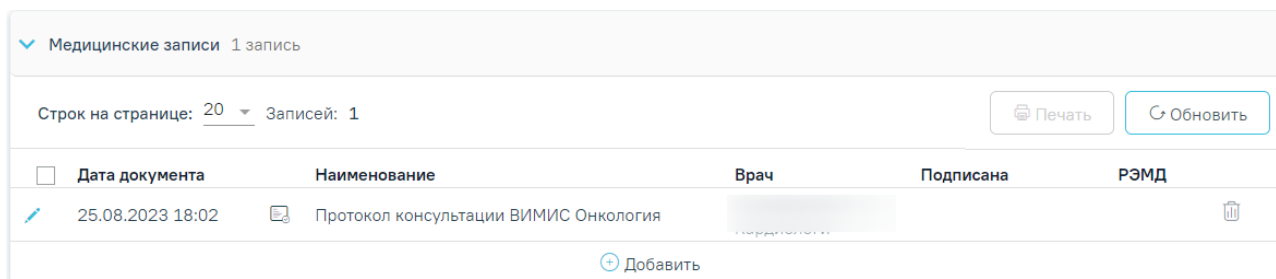 Медицинские записи 1 запись
Строк на странице: 20 Записей: 1 Печать Обновить
Дата документа Наименование Врач Подписана РЭМД
25.08.2023 18:02 Протокол консультации ВИМИС Онкология
Добавить